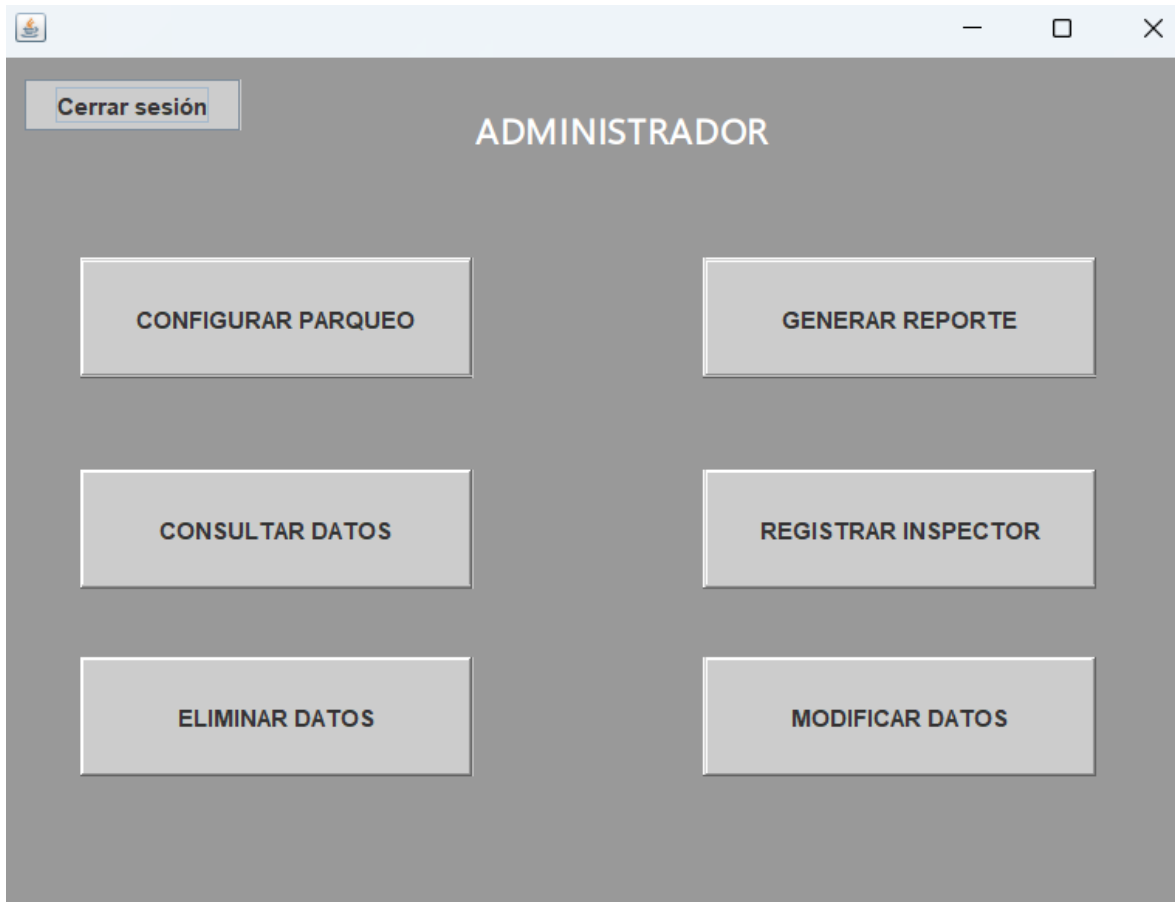 Cerrar sesión
ADMINISTRADOR
CONFIGURAR PARQUEO
GENERAR REPORTE
CONSULTAR DATOS
REGISTRAR INSPECTOR
ELIMINAR DATOS
MODIFICAR DATOS